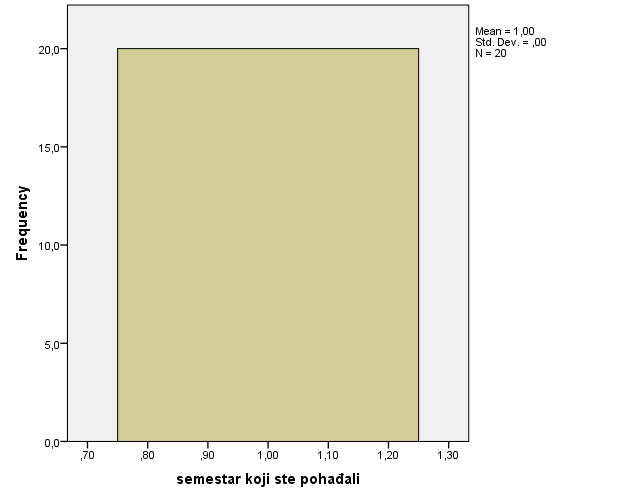 Mean = 1,00
Std. Dev. = ,00
N = 20
Frequency
20,0
15,0
10,0
5,0
0,0
,70 ,80 ,90 1,00 1,10 1,20 1,30
semestar koji ste pohađali